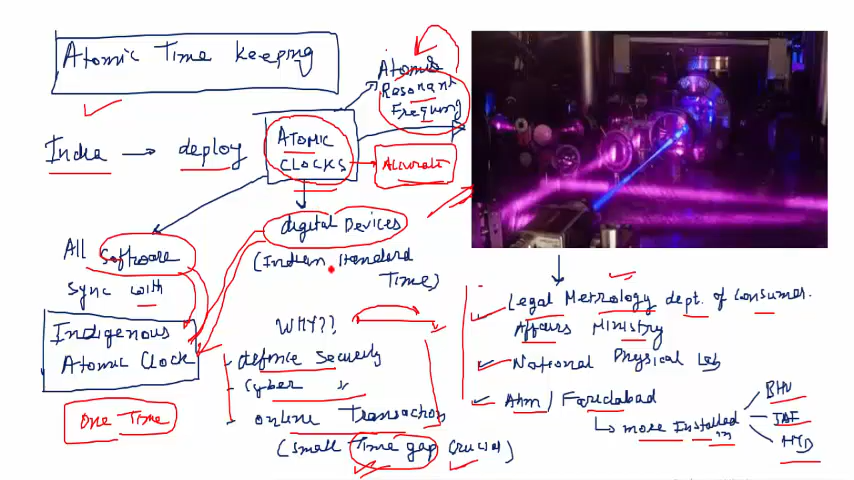 Atomic Time keeping
Atomic
Resonant
Frequency
India → deploy
ATOMIC
CLOCKS
Accurate
digital Devices
(Indian Standard
Time)
All Software
Sync with
Indigenous
Atomic Clock
One Time
WHY??
- defence Security
- Cyber "
- online Transaction
(small Time gap crucial)
Legal Metrology dept. of Consumer
Affairs Ministry
National Physical Lab
Ahm / Faridabad
↳ more Installed
in
BHU